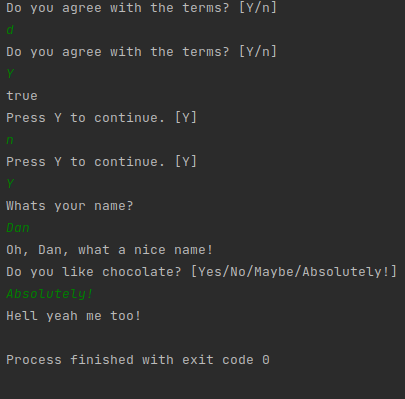 Do you agree with the terms? [Y/n]
d
Do you agree with the terms? [Y/n]
Y
true
Press Y to continue. [Y]
n
Press Y to continue. [Y]
Y
Whats your name?
Dan
Oh, Dan, what a nice name!
Do you like chocolate? [Yes/No/Maybe/Absolutely!]
Absolutely!
Hell yeah me too!
Process finished with exit code 0